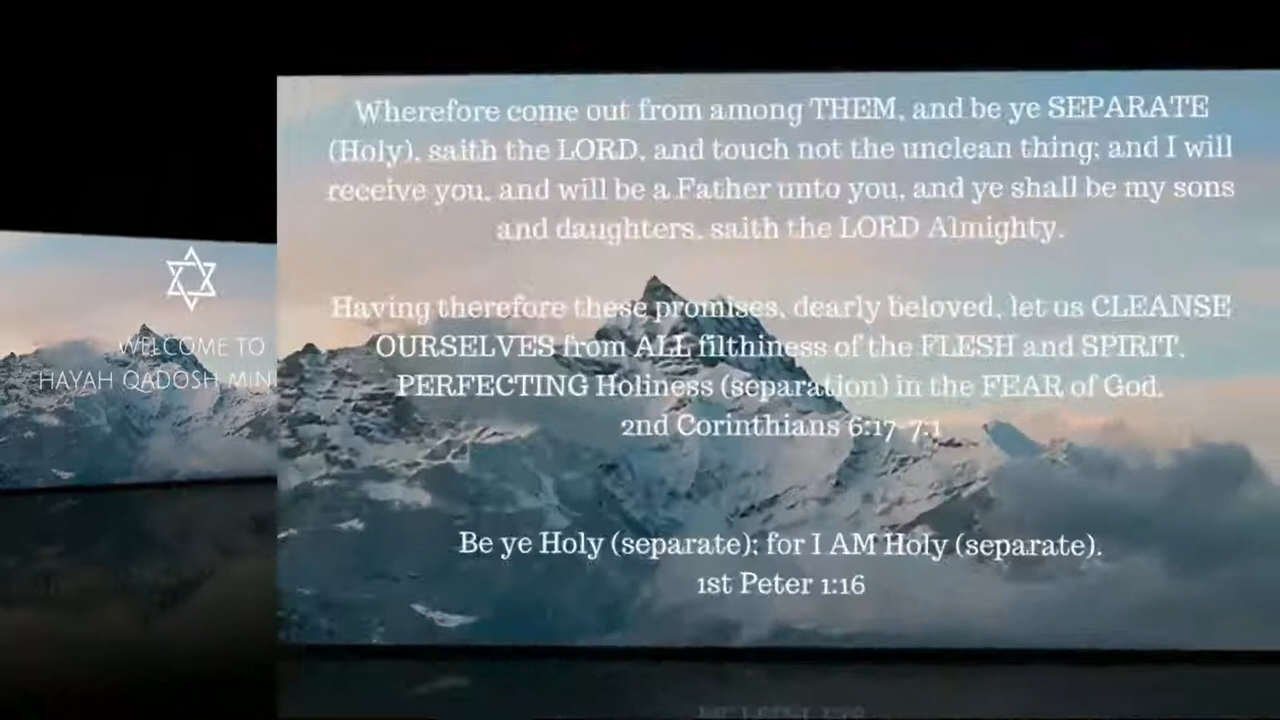 WELCOME TO
HAYAH QADOSH MIN
Wherefore come out from among THEM, and be ye SEPARATE
(Holy), saith the LORD, and touch not the unclean thing; and I will
receive you, and will be a Father unto you, and ye shall be my sons
and daughters, saith the LORD Almighty.
Having therefore these promises, dearly beloved, let us CLEANSE
OURSELVES from ALL filthiness of the FLESH and SPIRIT,
PERFECTING Holiness (separation) in the FEAR of God.
2nd Corinthians 6:17-7:1
Be ye Holy (separate); for I AM Holy (separate).
1st Peter 1:16